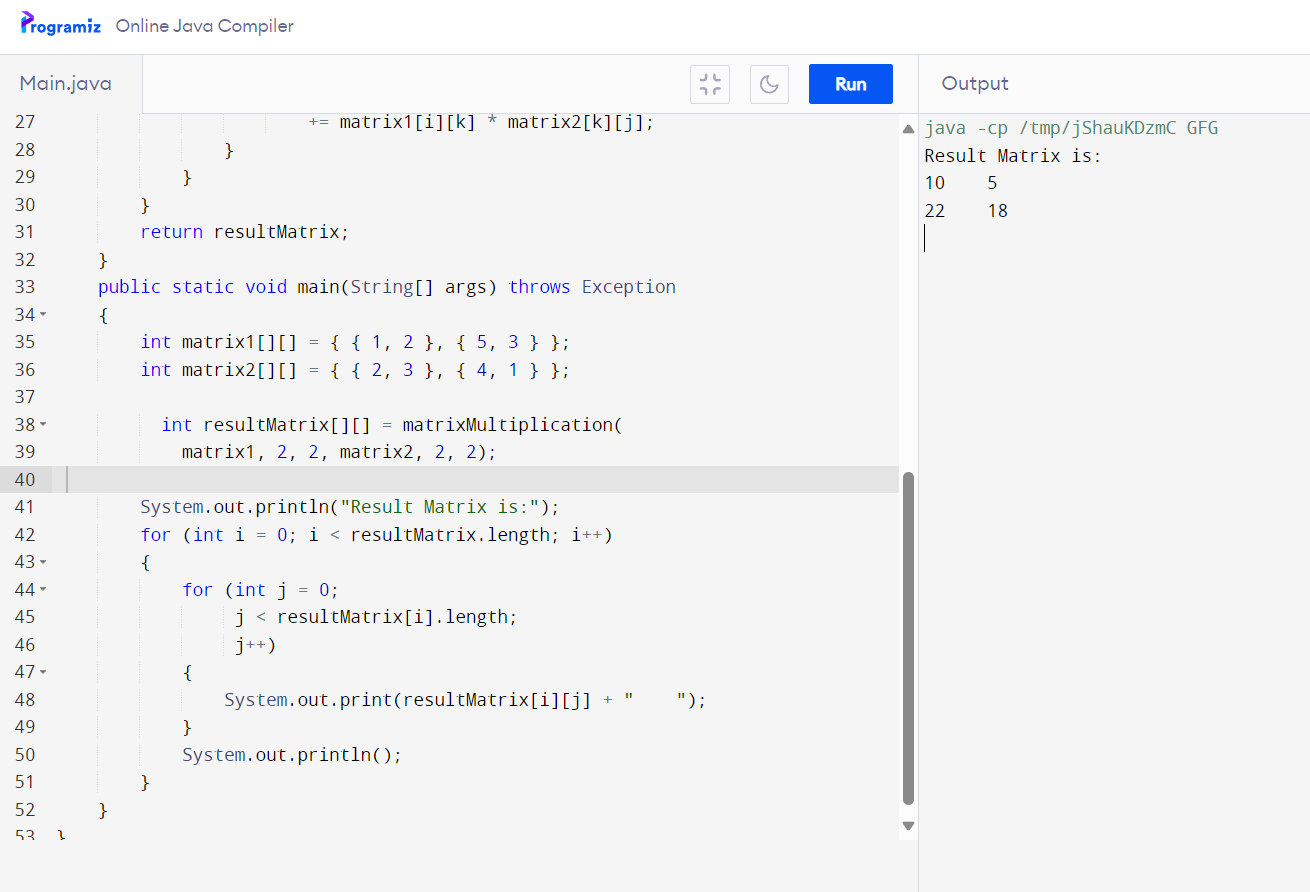 Programiz Online Java Compiler
Main.java
Run
Output
27                         += matrix1[i][k] * matrix2[k][j];
28                 }
29             }
30         }
31         return resultMatrix;
32     }
33     public static void main(String[] args) throws Exception
34     {
35         int matrix1[][] = { { 1, 2 }, { 5, 3 } };
36         int matrix2[][] = { { 2, 3 }, { 4, 1 } };
37
38           int resultMatrix[][] = matrixMultiplication(
39             matrix1, 2, 2, matrix2, 2, 2);
40
41         System.out.println("Result Matrix is:");
42         for (int i = 0; i < resultMatrix.length; i++)
43         {
44             for (int j = 0;
45                  j < resultMatrix[i].length;
46                  j++)
47             {
48                 System.out.print(resultMatrix[i][j] + "    ");
49             }
50             System.out.println();
51         }
52     }
53 }
java -cp /tmp/jShauKDzmC GFG
Result Matrix is:
10    5
22    18